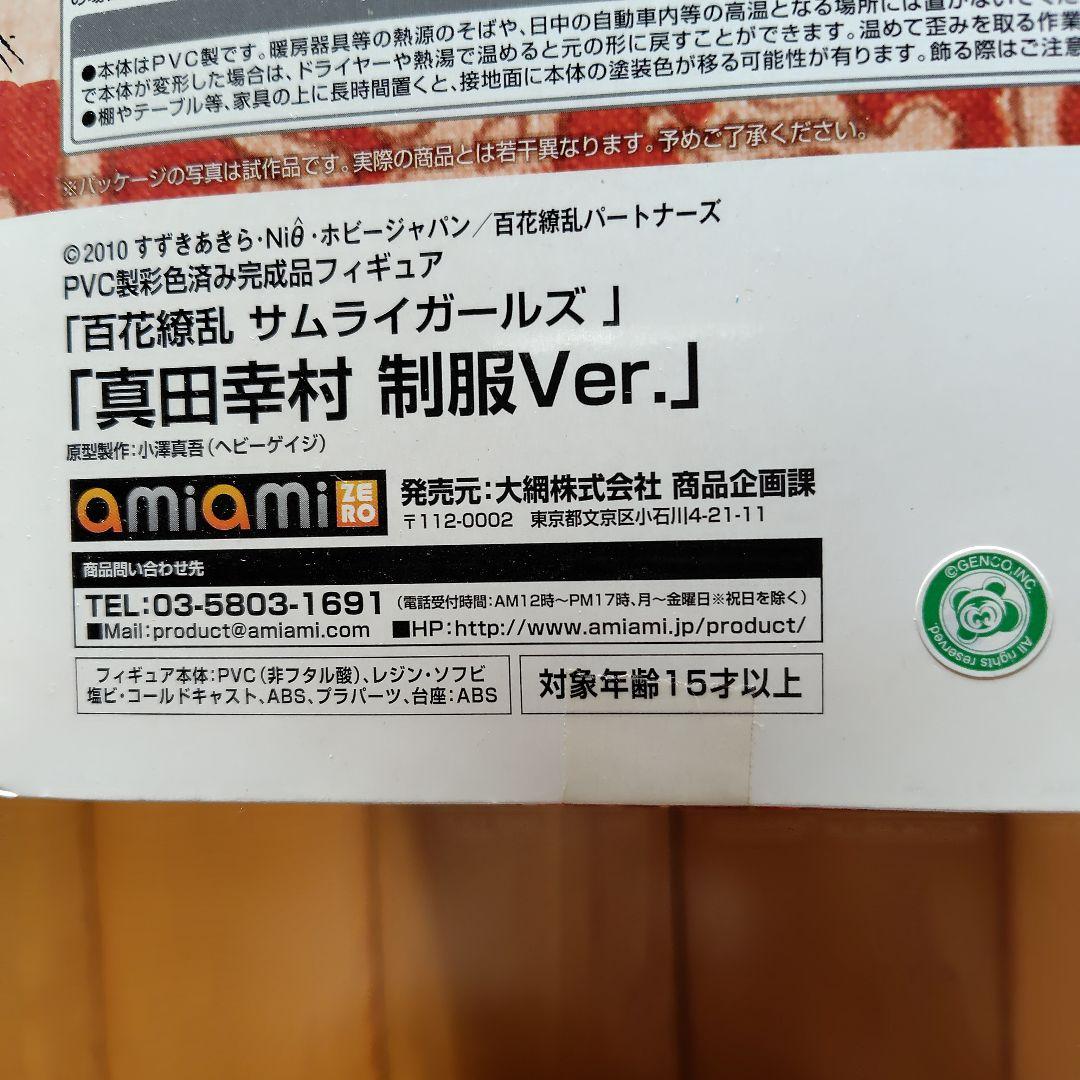 ●本体はPVC製です。暖房器具等の熱源のそばや、日中の自動車内等の高温となる場所には置かないでくだ
で本体が変形した場合は、ドライヤーや熱湯で温めると元の形に戻すことができます。温めて歪みを取る作業
●棚やテーブル等、家具の上に長時間置くと、接地面に本体の塗装色が移る可能性が有ります。飾る際はご注意
※パッケージの写真は試作品です。実際の商品とは若干異なります。予めご了承ください。
©2010 すずきあきら・Niθ・ホビージャパン／百花繚乱パートナーズ
PVC製彩色済み完成品フィギュア
「百花繚乱 サムライガールズ 」
「真田幸村 制服Ver.」
原型製作:小澤真吾(ヘビーゲイジ)
amiami ZERO 発売元:大網株式会社 商品企画課
〒112-0002 東京都文京区小石川4-21-11
商品問い合わせ先
TEL:03-5803-1691 (電話受付時間:AM12時〜PM17時、月〜金曜日※祝日を除く)
■Mail:product@amiami.com ■HP:http://www.amiami.jp/product/
フィギュア本体:PVC(非フタル酸)、レジン・ソフビ
塩ビ・コールドキャスト、ABS、プラパーツ、台座:ABS
対象年齢15才以上
©GENCO,INC.
All rights reserved.